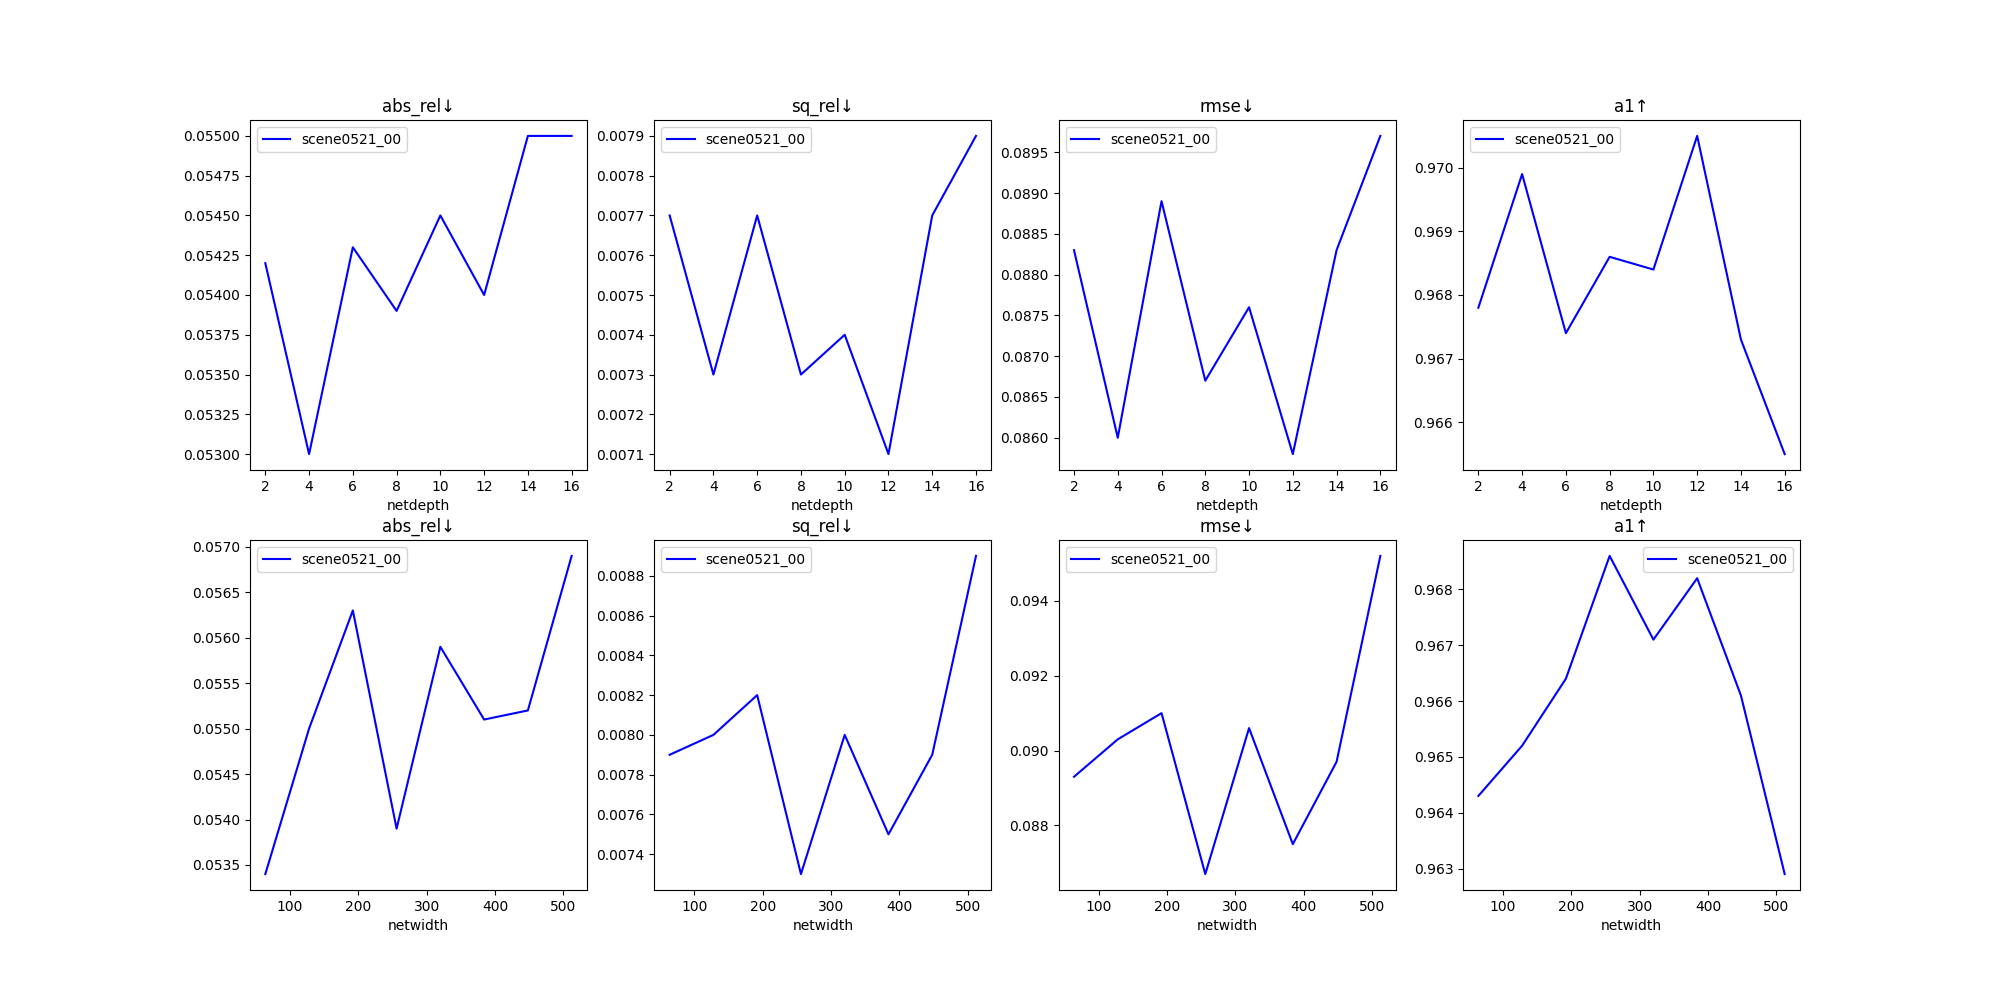 abs_rel↓ sq_rel↓ rmse↓ a1↑
scene0521_00 scene0521_00 scene0521_00 scene0521_00
0.05500 0.05475 0.05450 0.05425 0.05400 0.05375 0.05350 0.05325 0.05300
2 4 6 8 10 12 14 16
netdepth
0.0079 0.0078 0.0077 0.0076 0.0075 0.0074 0.0073 0.0072 0.0071
2 4 6 8 10 12 14 16
netdepth
0.0895 0.0890 0.0885 0.0880 0.0875 0.0870 0.0865 0.0860
2 4 6 8 10 12 14 16
netdepth
0.970 0.969 0.968 0.967 0.966
2 4 6 8 10 12 14 16
netdepth
abs_rel↓ sq_rel↓ rmse↓ a1↑
scene0521_00 scene0521_00 scene0521_00 scene0521_00
0.0570 0.0565 0.0560 0.0555 0.0550 0.0545 0.0540 0.0535
100 200 300 400 500
netwidth
0.0088 0.0086 0.0084 0.0082 0.0080 0.0078 0.0076 0.0074
100 200 300 400 500
netwidth
0.094 0.092 0.090 0.088
100 200 300 400 500
netwidth
0.968 0.967 0.966 0.965 0.964 0.963
100 200 300 400 500
netwidth